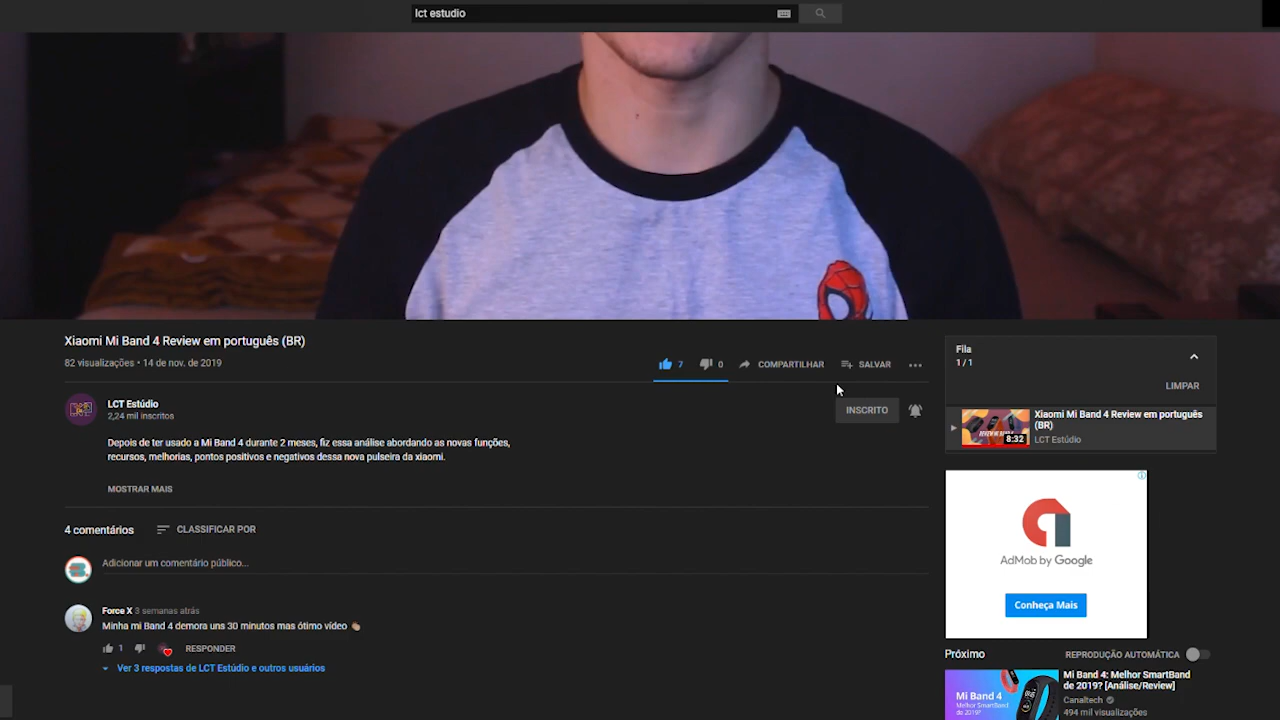 lct estudio
Xiaomi Mi Band 4 Review em português (BR)
82 visualizações • 14 de nov. de 2019
7
0
COMPARTILHAR
SALVAR
LCT Estúdio
2,24 mil inscritos
INSCRITO
Depois de ter usado a Mi Band 4 durante 2 meses, fiz essa análise abordando as novas funções,
recursos, melhorias, pontos positivos e negativos dessa nova pulseira da xiaomi.
MOSTRAR MAIS
4 comentários
CLASSIFICAR POR
Adicionar um comentário público...
Force X 3 semanas atrás
Minha mi Band 4 demora uns 30 minutos mas ótimo vídeo 👏🏽
1
RESPONDER
Ver 3 respostas de LCT Estúdio e outros usuários
Fila
1 / 1
LIMPAR
8:32
Xiaomi Mi Band 4 Review em português
(BR)
LCT Estúdio
AdMob by Google
Conheça Mais
Próximo
REPRODUÇÃO AUTOMÁTICA
Mi Band 4
Melhor SmartBand
de 2019?
Mi Band 4: Melhor SmartBand
de 2019? [Análise/Review]
Canaltech
494 mil visualizações